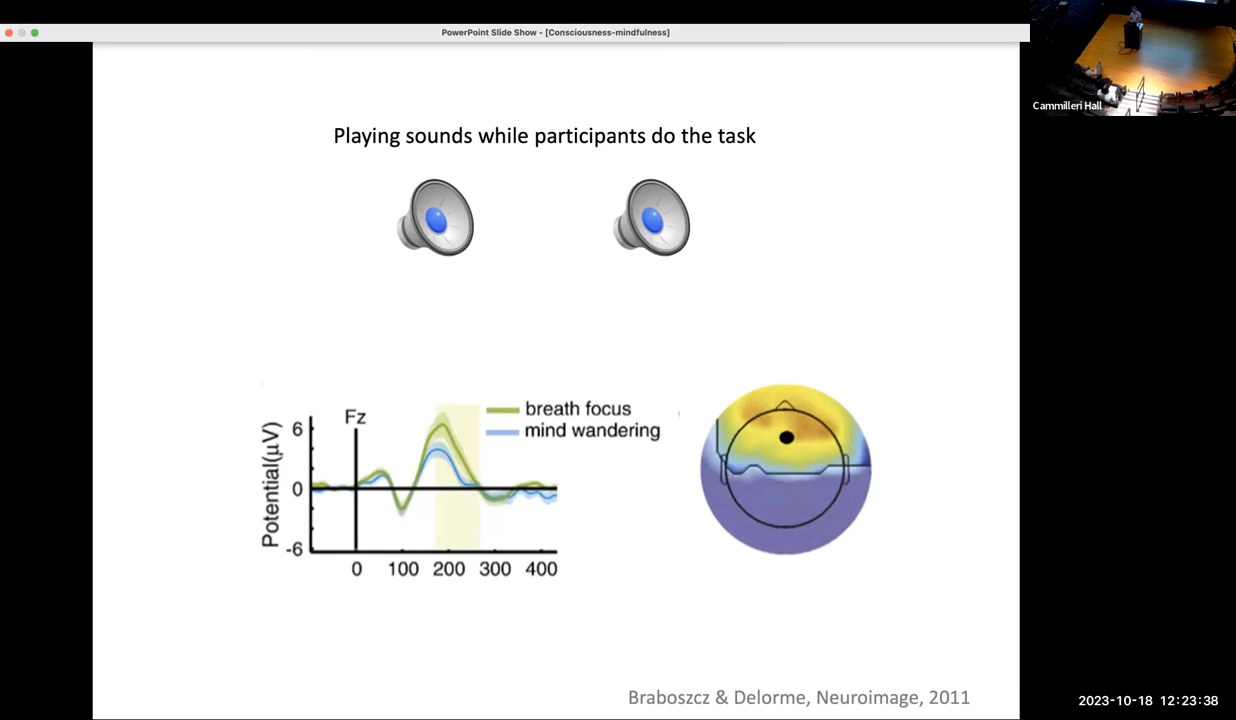 PowerPoint Slide Show - [Consciousness-mindfulness]
Cammilleri Hall
Playing sounds while participants do the task
Fz
breath focus
mind wandering
Potential(μV)
6
0
-6
0 100 200 300 400
Braboszcz & Delorme, Neuroimage, 2011
2023-10-18 12:23:38